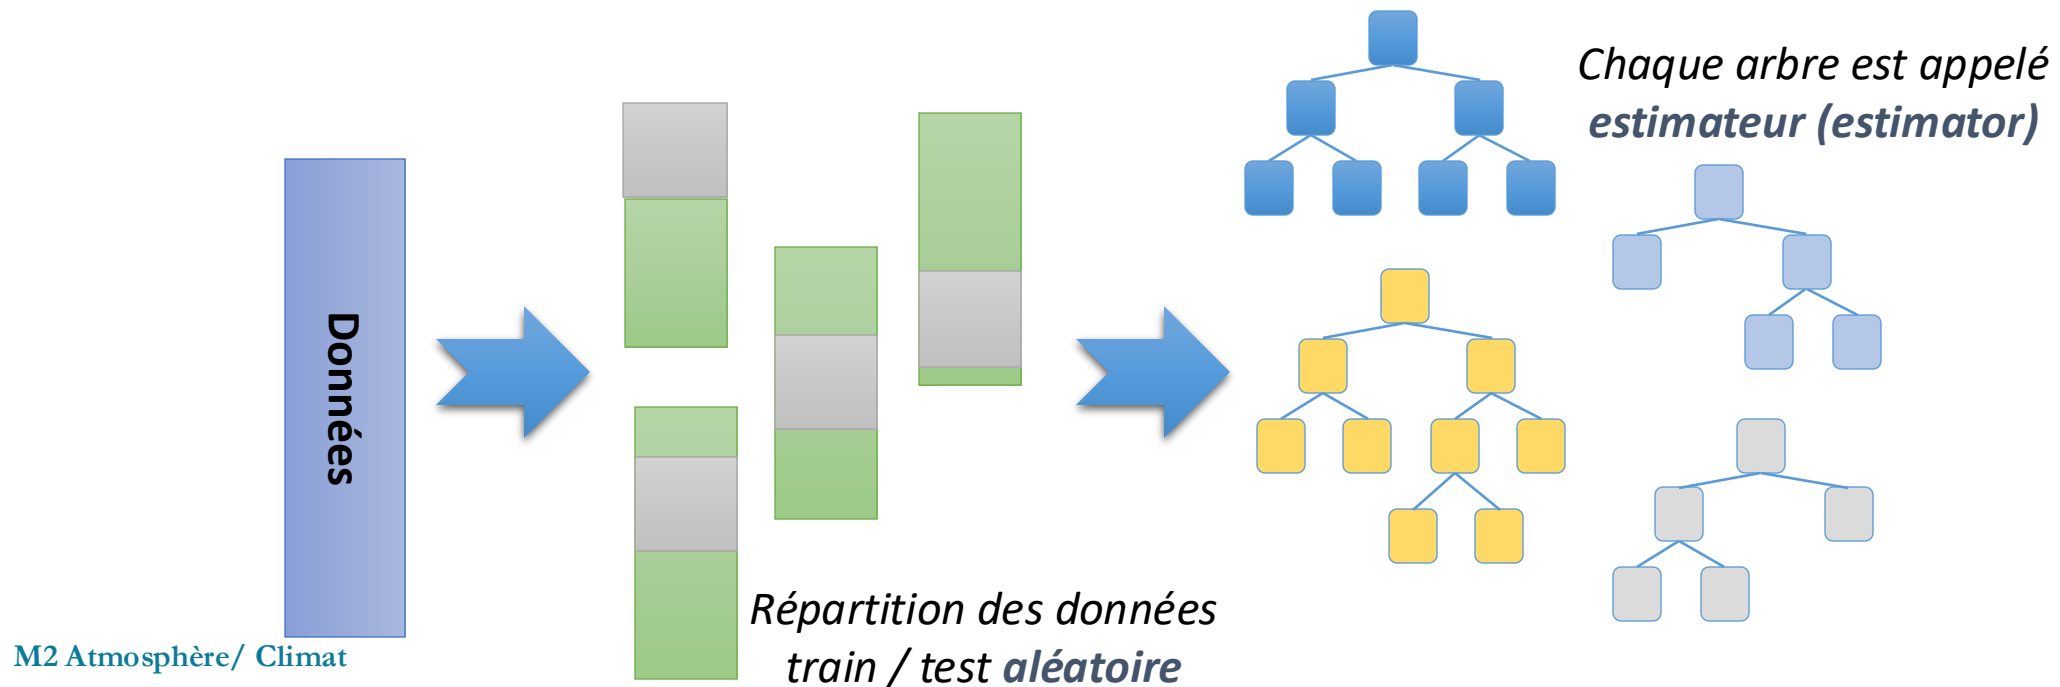 Chaque arbre est appelé
estimateur (estimator)
Données
Répartition des données
train / test aléatoire
M2 Atmosphère/ Climat